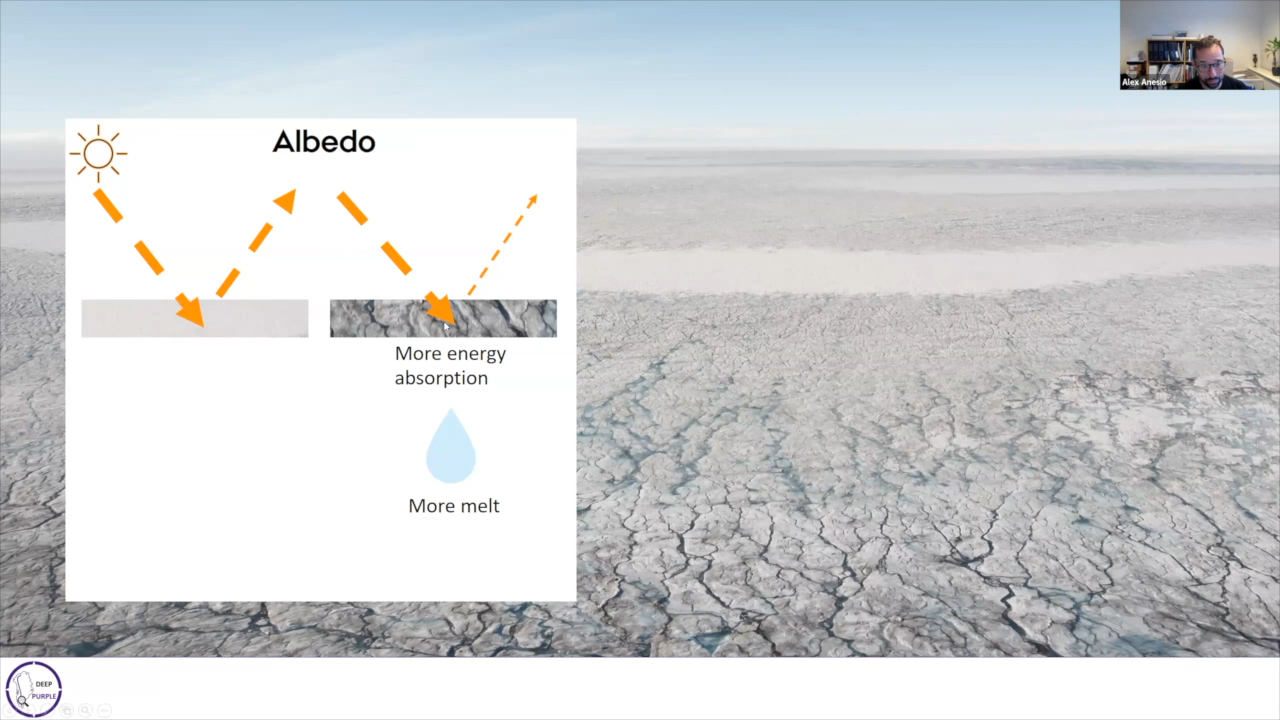 Alex Anesio
Albedo
More energy
absorption
More melt
DEEP
PURPLE